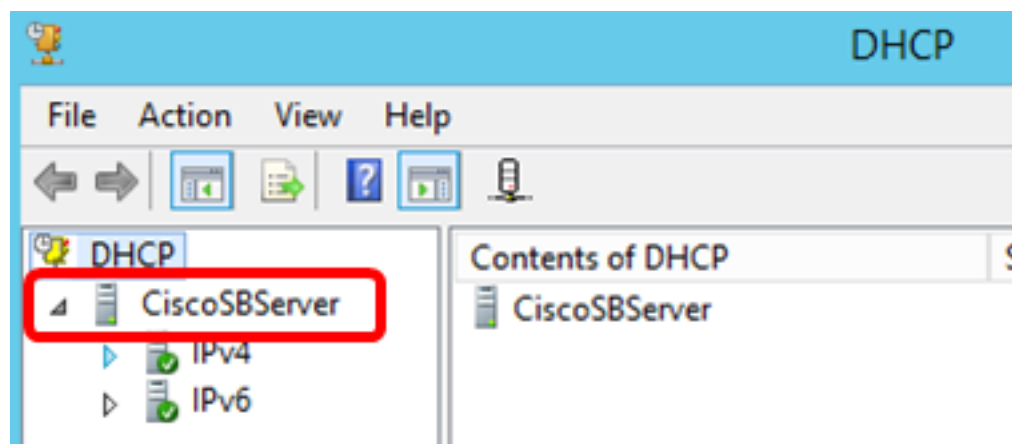 DHCP
File Action View Help
DHCP
CiscoSBServer
IPv4
IPv6
Contents of DHCP
CiscoSBServer